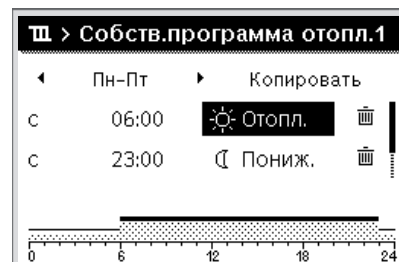 > Собств.программа отопл.1
Пн-Пт Копировать
с 06:00 Отопл.
с 23:00 Пониж.
0 6 12 18 24